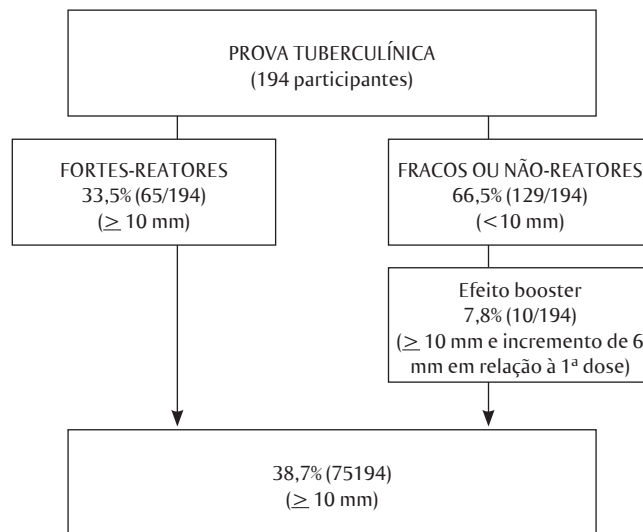 PROVA TUBERCULÍNICA
(194 participantes)
FORTES-REATORES
33,5% (65/194)
(≥ 10 mm)
FRACOS OU NÃO-REATORES
66,5% (129/194)
(<10 mm)
Efeito booster
7,8% (10/194)
(≥ 10 mm e incremento de 6
mm em relação à 1ª dose)
38,7% (75194)
(≥ 10 mm)